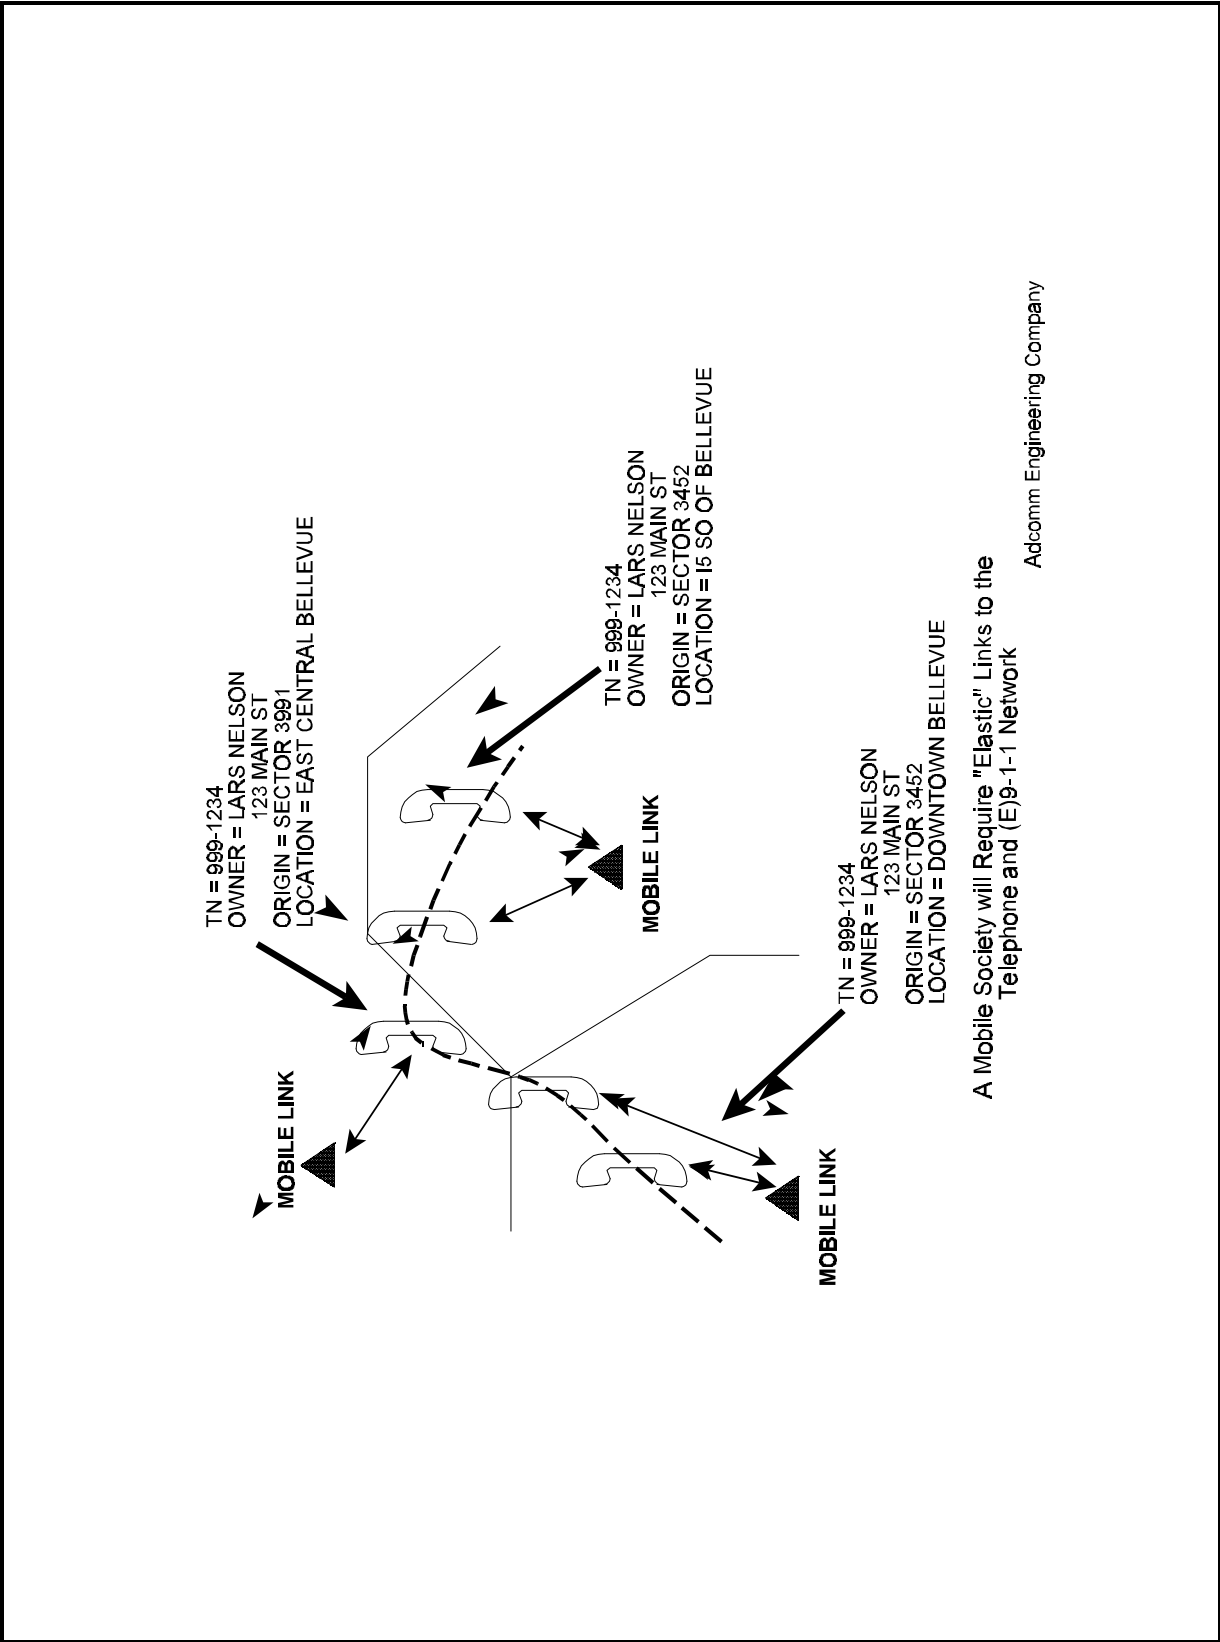 TN = 999-1234
OWNER = LARS NELSON
123 MAIN ST
ORIGIN = SECTOR 3991
LOCATION = EAST CENTRAL BELLEVUE
MOBILE LINK
TN = 999-1234
OWNER = LARS NELSON
123 MAIN ST
ORIGIN = SECTOR 3452
LOCATION = I5 SO OF BELLEVUE
MOBILE LINK
MOBILE LINK
TN = 999-1234
OWNER = LARS NELSON
123 MAIN ST
ORIGIN = SECTOR 3452
LOCATION = DOWNTOWN BELLEVUE
A Mobile Society will Require "Elastic" Links to the
Telephone and (E)9-1-1 Network
Adcomm Engineering Company